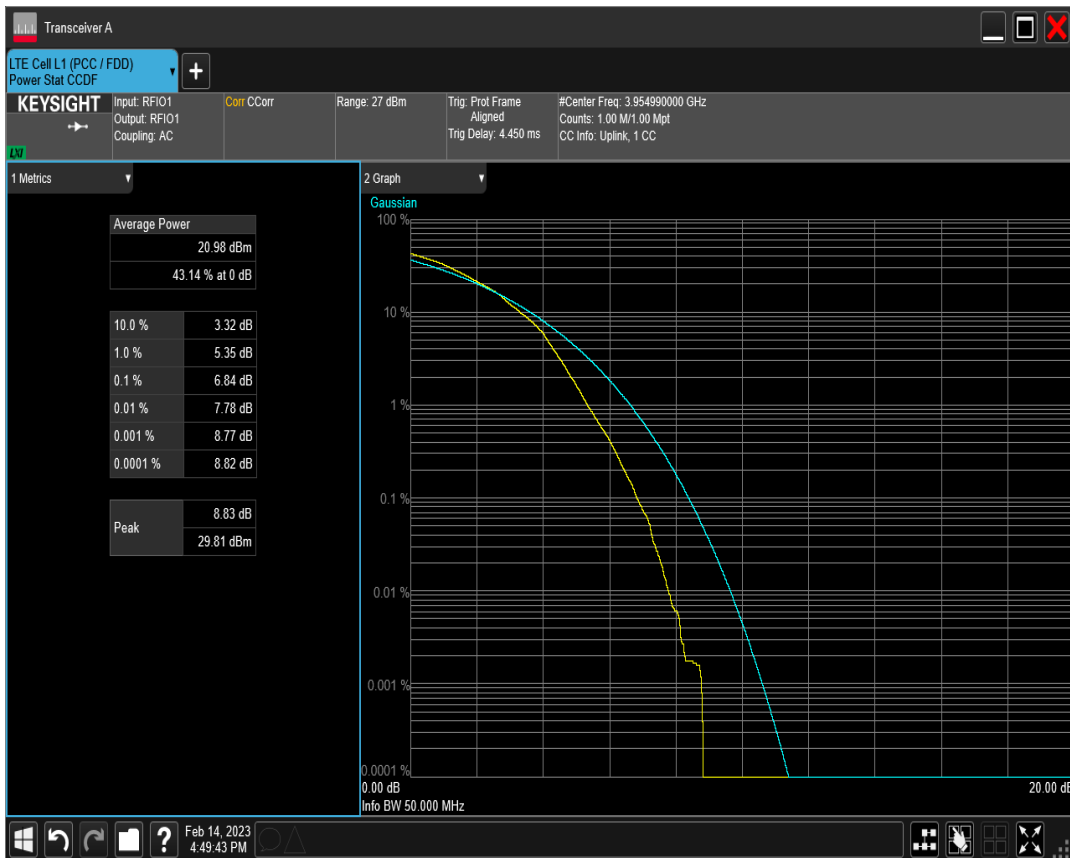 Transceiver A
LTE Cell L1 (PCC / FDD)
Power Stat CCDF
KEYSIGHT
LXI
Input: RFIO1
Output: RFIO1
Coupling: AC
Corr CCorr
Range: 27 dBm
Trig: Prot Frame
Aligned
Trig Delay: 4.450 ms
#Center Freq: 3.954990000 GHz
Counts: 1.00 M/1.00 Mpt
CC Info: Uplink, 1 CC
1 Metrics
Average Power
20.98 dBm
43.14 % at 0 dB
10.0 % 3.32 dB
1.0 % 5.35 dB
0.1 % 6.84 dB
0.01 % 7.78 dB
0.001 % 8.77 dB
0.0001 % 8.82 dB
Peak
8.83 dB
29.81 dBm
2 Graph
Gaussian
100 %
10 %
1 %
0.1 %
0.01 %
0.001 %
0.0001 %
0.00 dB 20.00 dB
Info BW 50.000 MHz
Feb 14, 2023
4:49:43 PM